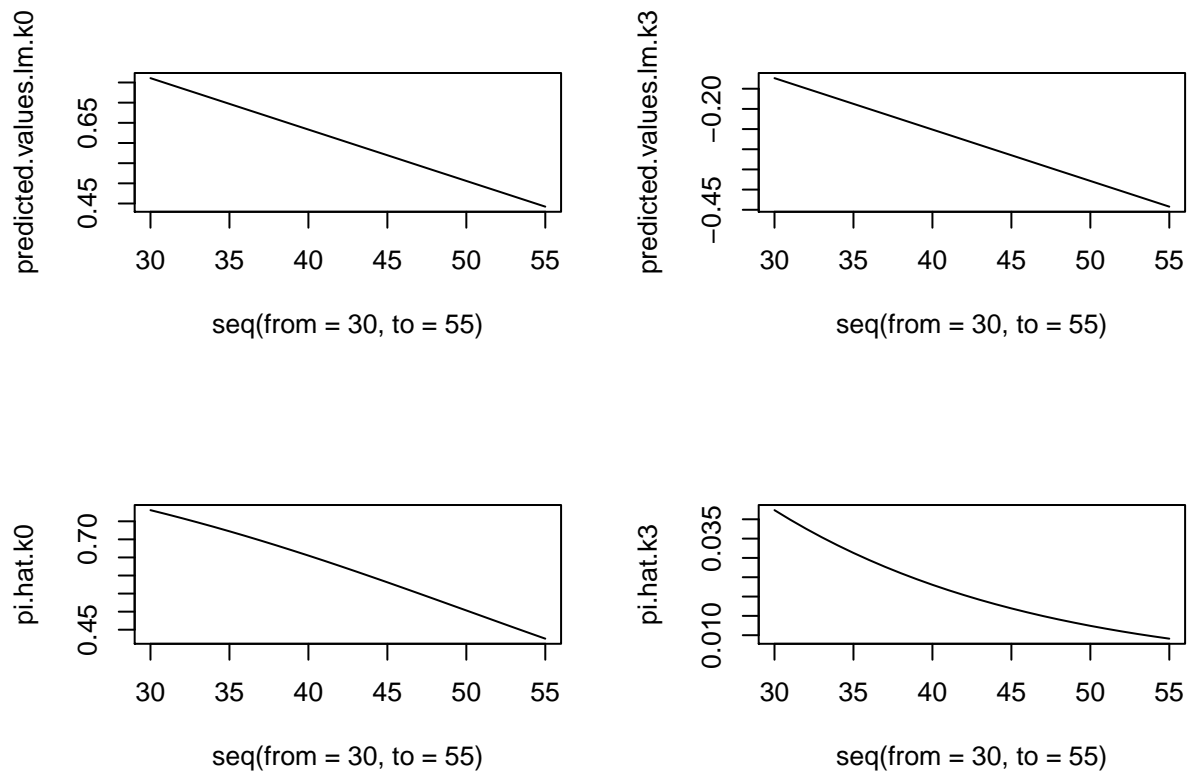 predicted.values.lm.k0
0.45 0.65
30 35 40 45 50 55
seq(from = 30, to = 55)
predicted.values.lm.k3
−0.45 −0.20
30 35 40 45 50 55
seq(from = 30, to = 55)
pi.hat.k0
0.45 0.70
30 35 40 45 50 55
seq(from = 30, to = 55)
pi.hat.k3
0.010 0.035
30 35 40 45 50 55
seq(from = 30, to = 55)